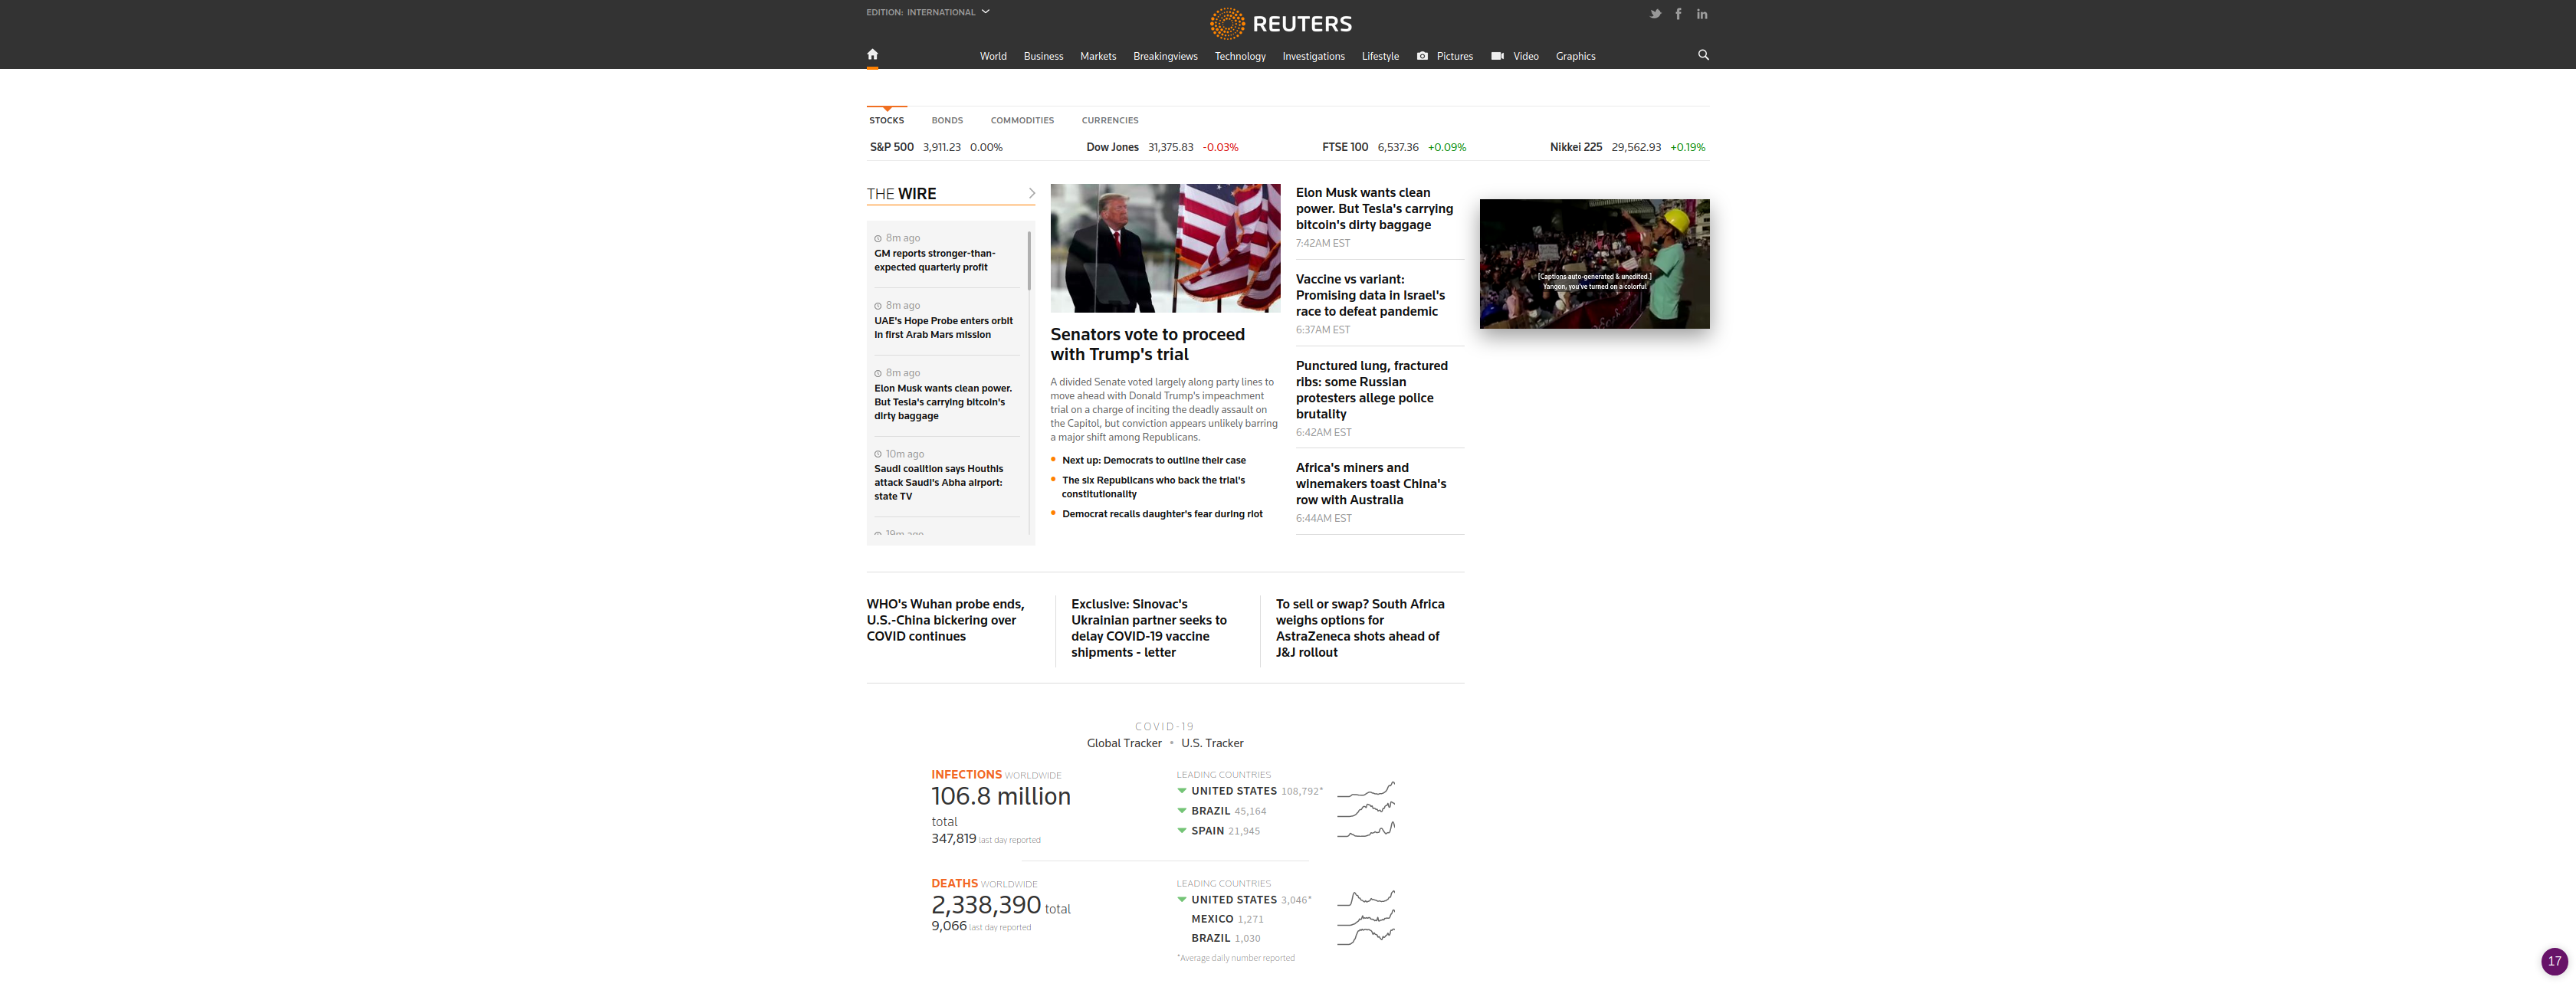 EDITION: INTERNATIONAL
REUTERS
World Business Markets Breakingviews Technology Investigations Lifestyle Pictures Video Graphics
STOCKS BONDS COMMODITIES CURRENCIES
S&P 500 3,911.23 0.00% Dow Jones 31,375.83 -0.03% FTSE 100 6,537.36 +0.09% Nikkei 225 29,562.93 +0.19%
THE WIRE
8m ago
GM reports stronger-than-
expected quarterly profit
8m ago
UAE's Hope Probe enters orbit
in first Arab Mars mission
8m ago
Elon Musk wants clean power.
But Tesla's carrying bitcoin's
dirty baggage
10m ago
Saudi coalition says Houthis
attack Saudi's Abha airport:
state TV
19m ago
Senators vote to proceed
with Trump's trial
A divided Senate voted largely along party lines to
move ahead with Donald Trump's impeachment
trial on a charge of inciting the deadly assault on
the Capitol, but conviction appears unlikely barring
a major shift among Republicans.
Next up: Democrats to outline their case
The six Republicans who back the trial's
constitutionality
Democrat recalls daughter's fear during riot
Elon Musk wants clean
power. But Tesla's carrying
bitcoin's dirty baggage
7:42AM EST
Vaccine vs variant:
Promising data in Israel's
race to defeat pandemic
6:37AM EST
Punctured lung, fractured
ribs: some Russian
protesters allege police
brutality
6:42AM EST
Africa's miners and
winemakers toast China's
row with Australia
6:44AM EST
[Captions auto-generated & unedited.]
Yangon, you've turned on a colorful
WHO's Wuhan probe ends,
U.S.-China bickering over
COVID continues
Exclusive: Sinovac's
Ukrainian partner seeks to
delay COVID-19 vaccine
shipments - letter
To sell or swap? South Africa
weighs options for
AstraZeneca shots ahead of
J&J rollout
COVID-19
Global Tracker • U.S. Tracker
INFECTIONS WORLDWIDE
106.8 million
total
347,819 last day reported
LEADING COUNTRIES
UNITED STATES 108,792*
BRAZIL 45,164
SPAIN 21,945
DEATHS WORLDWIDE
2,338,390 total
9,066 last day reported
LEADING COUNTRIES
UNITED STATES 3,046*
MEXICO 1,271
BRAZIL 1,030
*Average daily number reported
17